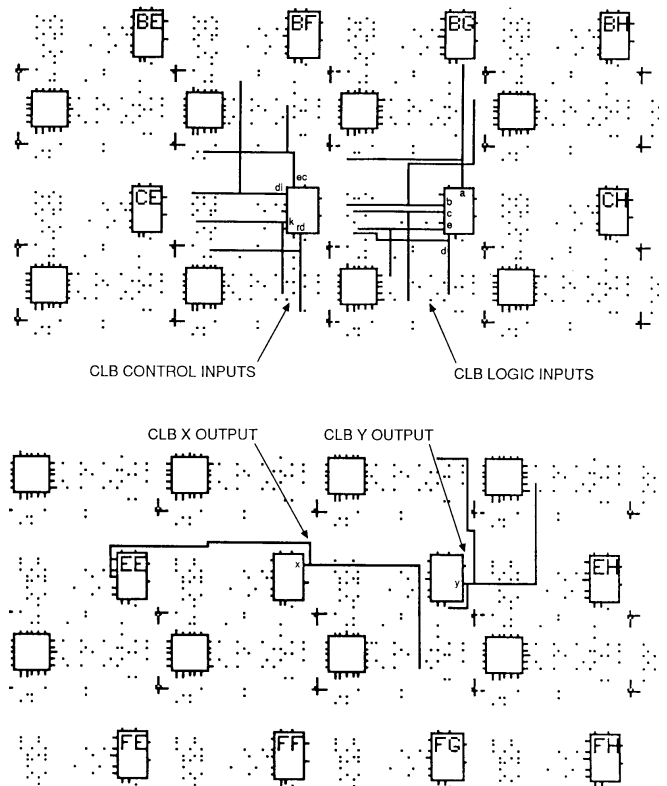 BE BF BG BH
ec
di a
CE b CH
c
k e
rd
d
CLB CONTROL INPUTS CLB LOGIC INPUTS
CLB X OUTPUT CLB Y OUTPUT
EE x EH
y
FE FF FG FH